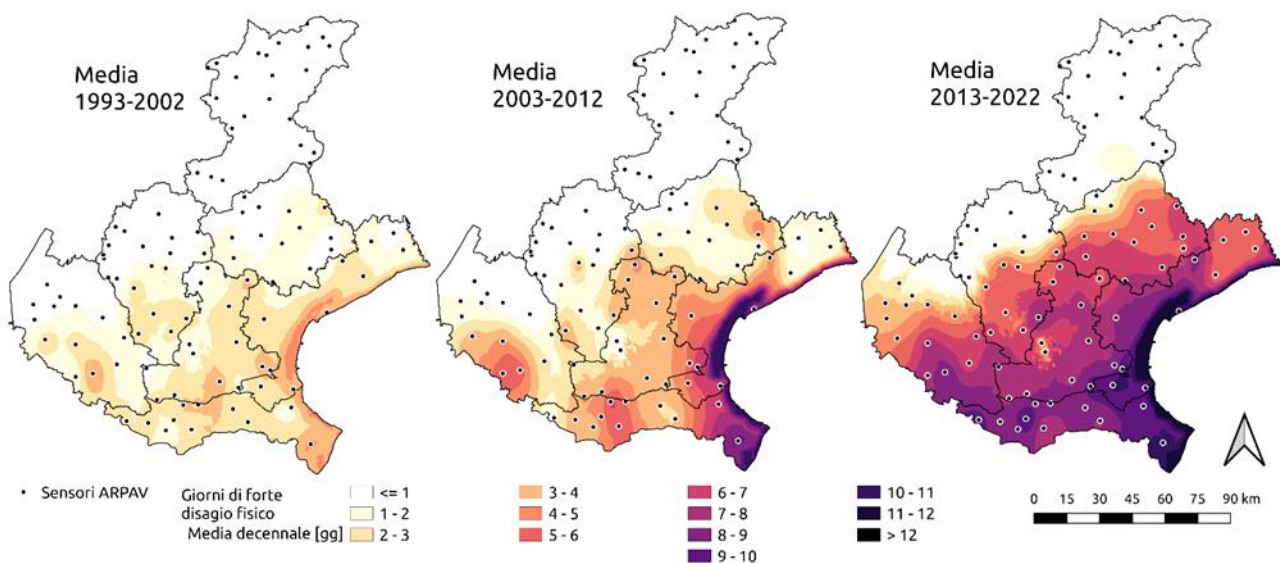 Media
1993-2002
Media
2003-2012
Media
2013-2022
Sensori ARPAV
Giorni di forte
disagio fisico
Media decennale [gg]
<= 1
1 - 2
2 - 3
3 - 4
4 - 5
5 - 6
6 - 7
7 - 8
8 - 9
9 - 10
10 - 11
11 - 12
> 12
0 15 30 45 60 90 km